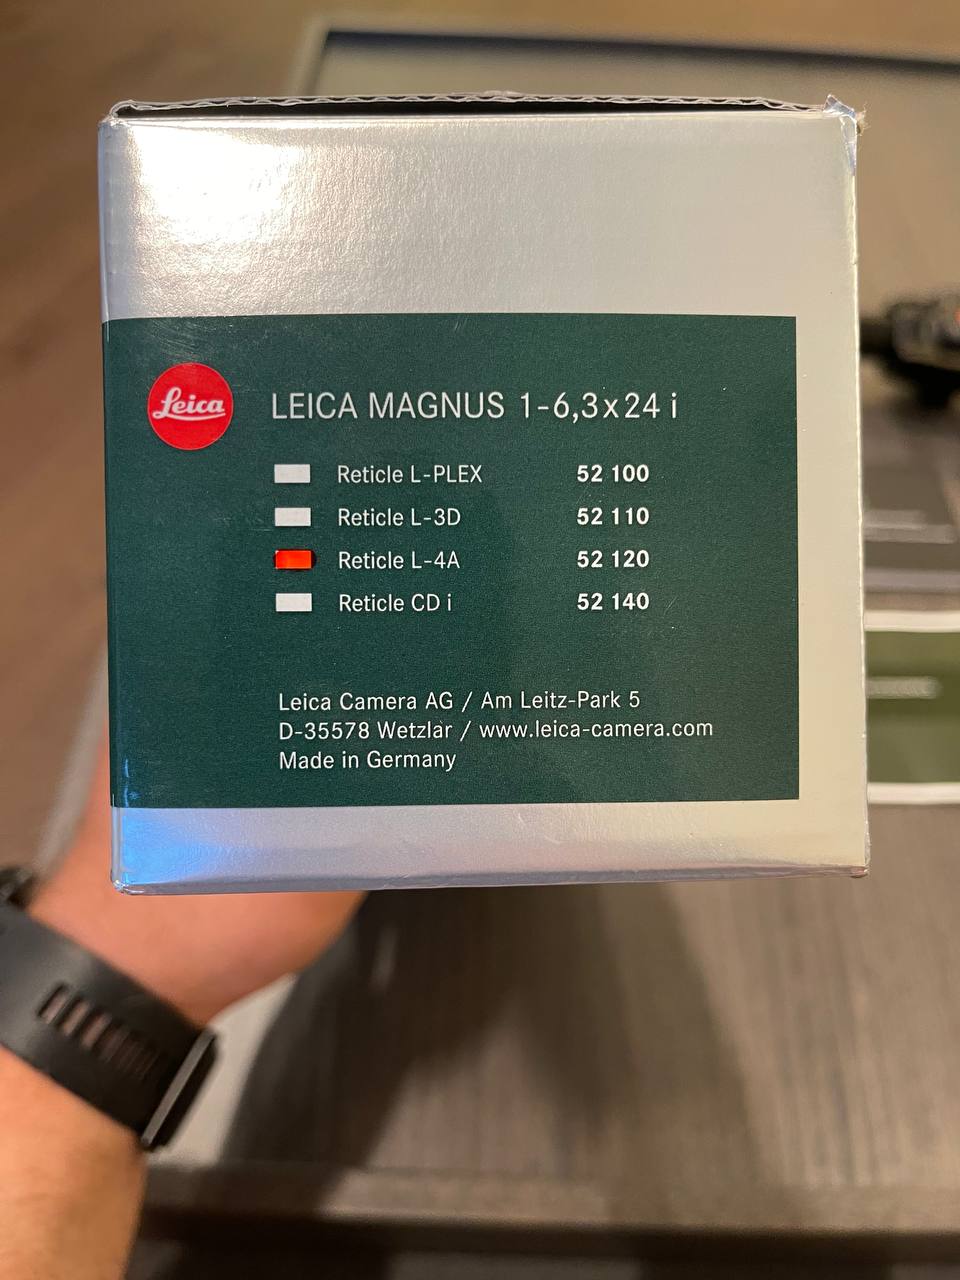 Leica
LEICA MAGNUS 1-6,3x24 i
Reticle L-PLEX 52 100
Reticle L-3D 52 110
Reticle L-4A 52 120
Reticle CD i 52 140
Leica Camera AG / Am Leitz-Park 5
D-35578 Wetzlar / www.leica-camera.com
Made in Germany